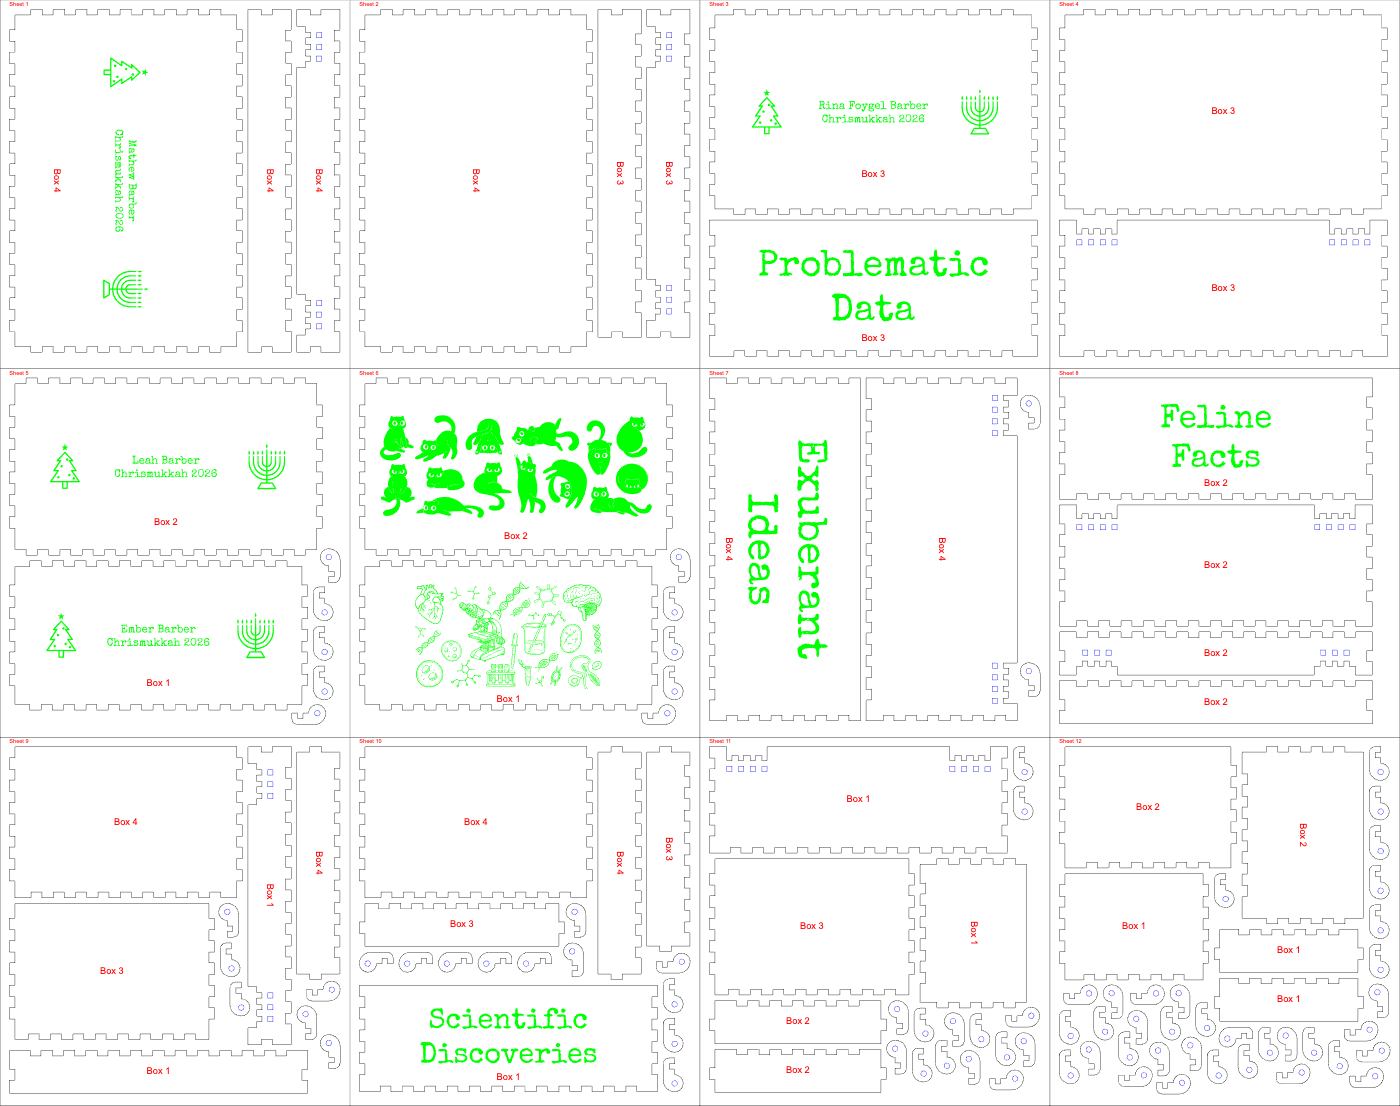 Sheet 1
Mathew Barber
Chrismukkah 2026
Box 4
Box 4
Box 4
Box 4
Box 3
Box 3
Sheet 3
Rina Foygel Barber
Chrismukkah 2026
Box 3
Problematic
Data
Box 3
Sheet 4
Box 3
Box 3
Sheet 5
Leah Barber
Chrismukkah 2026
Box 2
Ember Barber
Chrismukkah 2026
Box 1
Sheet 6
Box 2
Box 1
Sheet 7
Exuberant
Ideas
Box 4
Box 4
Sheet 8
Feline
Facts
Box 2
Box 2
Box 2
Box 2
Sheet 9
Box 4
Box 1
Box 4
Box 3
Box 1
Sheet 10
Box 4
Box 4
Box 3
Box 3
Scientific
Discoveries
Box 1
Sheet 11
Box 1
Box 3
Box 1
Box 2
Box 2
Sheet 12
Box 2
Box 2
Box 1
Box 1
Box 1